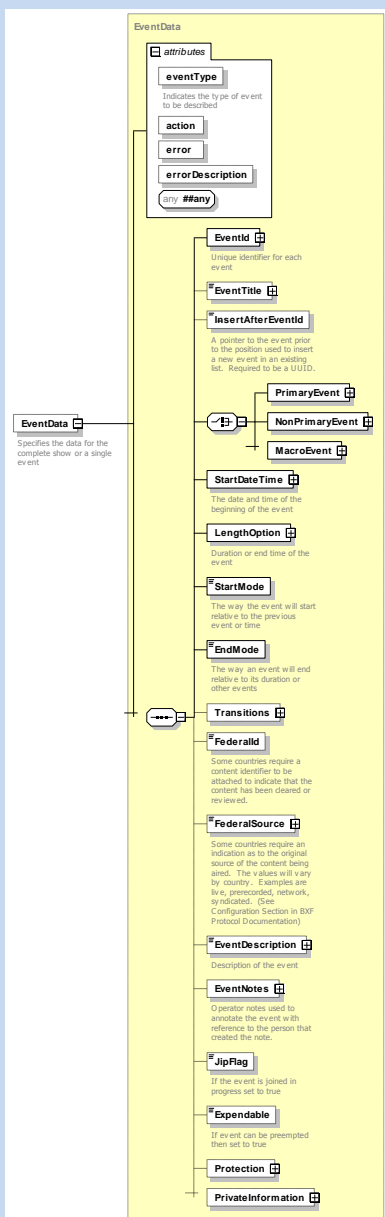 EventData
attributes
eventType
Indicates the type of event
to be described
action
error
errorDescription
any ##any
EventId
Unique identifier for each
event
EventTitle
InsertAfterEventId
A pointer to the event prior
to the position used to insert
a new event in an existing
list. Required to be a UUID.
PrimaryEvent
NonPrimaryEvent
MacroEvent
EventData
Specifies the data for the
complete show or a single
event
StartDateTime
The date and time of the
beginning of the event
LengthOption
Duration or end time of the
event
StartMode
The way the event will start
relative to the previous
event or time
EndMode
The way an event will end
relative to its duration or
other events
Transitions
FederalId
Some countries require a
content identifier to be
attached to indicate that the
content has been cleared or
reviewed.
FederalSource
Some countries require an
indication as to the original
source of the content being
aired. The values will vary
by country. Examples are
live, prerecorded, network,
syndicated. (See
Configuration Section in BXF
Protocol Documentation)
EventDescription
Description of the event
EventNotes
Operator notes used to
annotate the event with
reference to the person that
created the note.
JipFlag
If the event is joined in
progress set to true
Expendable
If event can be preempted
then set to true
Protection
PrivateInformation